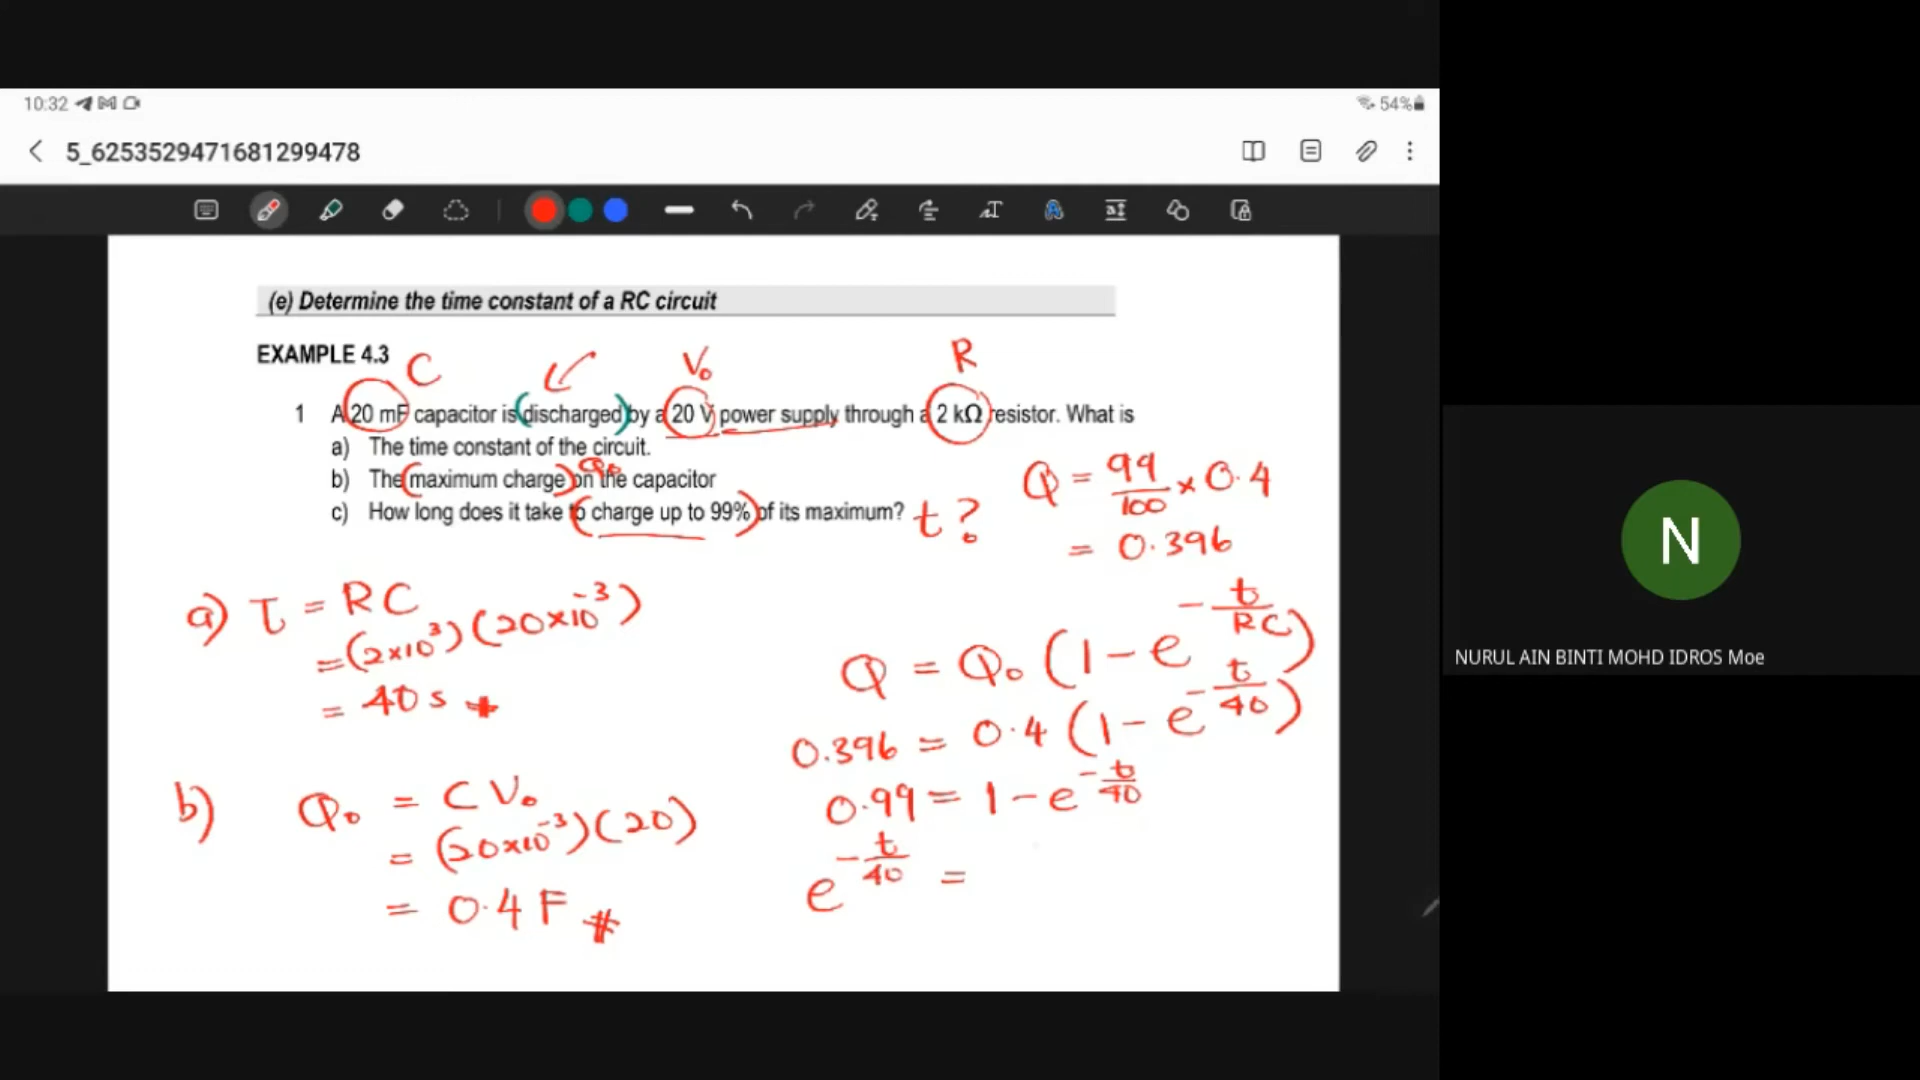 10:32
54%
5_6253529471681299478
(e) Determine the time constant of a RC circuit
EXAMPLE 4.3
C
V₀
R
1 A 20 mF capacitor is (discharged) by a 20 V power supply through a 2 kΩ resistor. What is
a) The time constant of the circuit.
b) The (maximum charge) on the capacitor
Q₀
c) How long does it take to (charge up to 99%) of its maximum? t?
Q = 99/100 × 0.4
= 0.396
a) τ = RC
= (2×10³)(20×10⁻³)
= 40 s
b) Q₀ = CV₀
= (20×10⁻³)(20)
= 0.4 F #
Q = Q₀ (1 − e^(−t/RC))
0.396 = 0.4 (1 − e^(−t/40))
0.99 = 1 − e^(−t/40)
e^(−t/40) =
N
NURUL AIN BINTI MOHD IDROS Moe